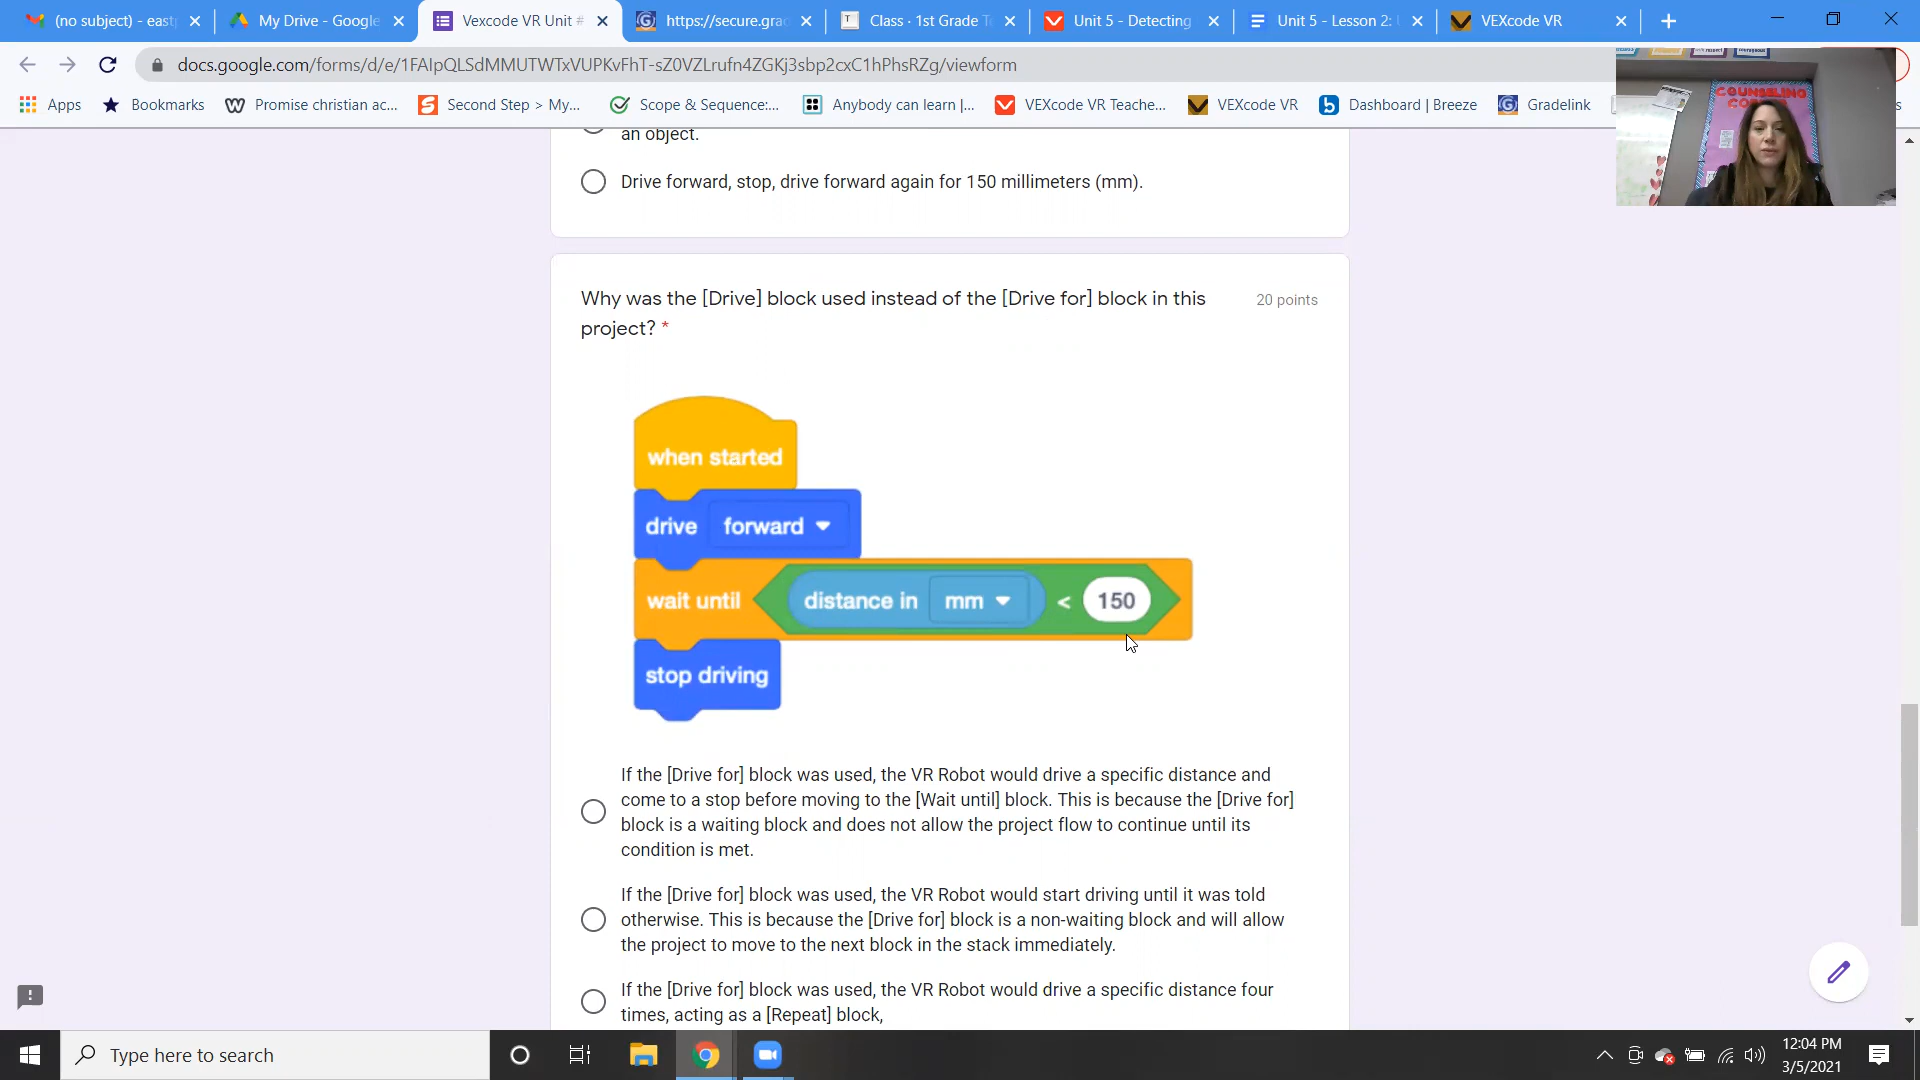 (no subject) - east
My Drive - Google
Vexcode VR Unit #
https://secure.grad
Class · 1st Grade
Unit 5 - Detecting
Unit 5 - Lesson 2:
VEXcode VR
docs.google.com/forms/d/e/1FAIpQLSdMMUTWTxVUPKvFhT-sZ0VZLrufn4ZGKj3sbp2cxC1hPhsRZg/viewform
Apps
Bookmarks
Promise christian ac...
Second Step > My...
Scope & Sequence:...
Anybody can learn |...
VEXcode VR Teache...
VEXcode VR
Dashboard | Breeze
Gradelink
COUNSELING
an object.
Drive forward, stop, drive forward again for 150 millimeters (mm).
Why was the [Drive] block used instead of the [Drive for] block in this
project? *
20 points
when started
drive forward
wait until distance in mm < 150
stop driving
If the [Drive for] block was used, the VR Robot would drive a specific distance and
come to a stop before moving to the [Wait until] block. This is because the [Drive for]
block is a waiting block and does not allow the project flow to continue until its
condition is met.
If the [Drive for] block was used, the VR Robot would start driving until it was told
otherwise. This is because the [Drive for] block is a non-waiting block and will allow
the project to move to the next block in the stack immediately.
If the [Drive for] block was used, the VR Robot would drive a specific distance four
times, acting as a [Repeat] block,
Type here to search
12:04 PM
3/5/2021